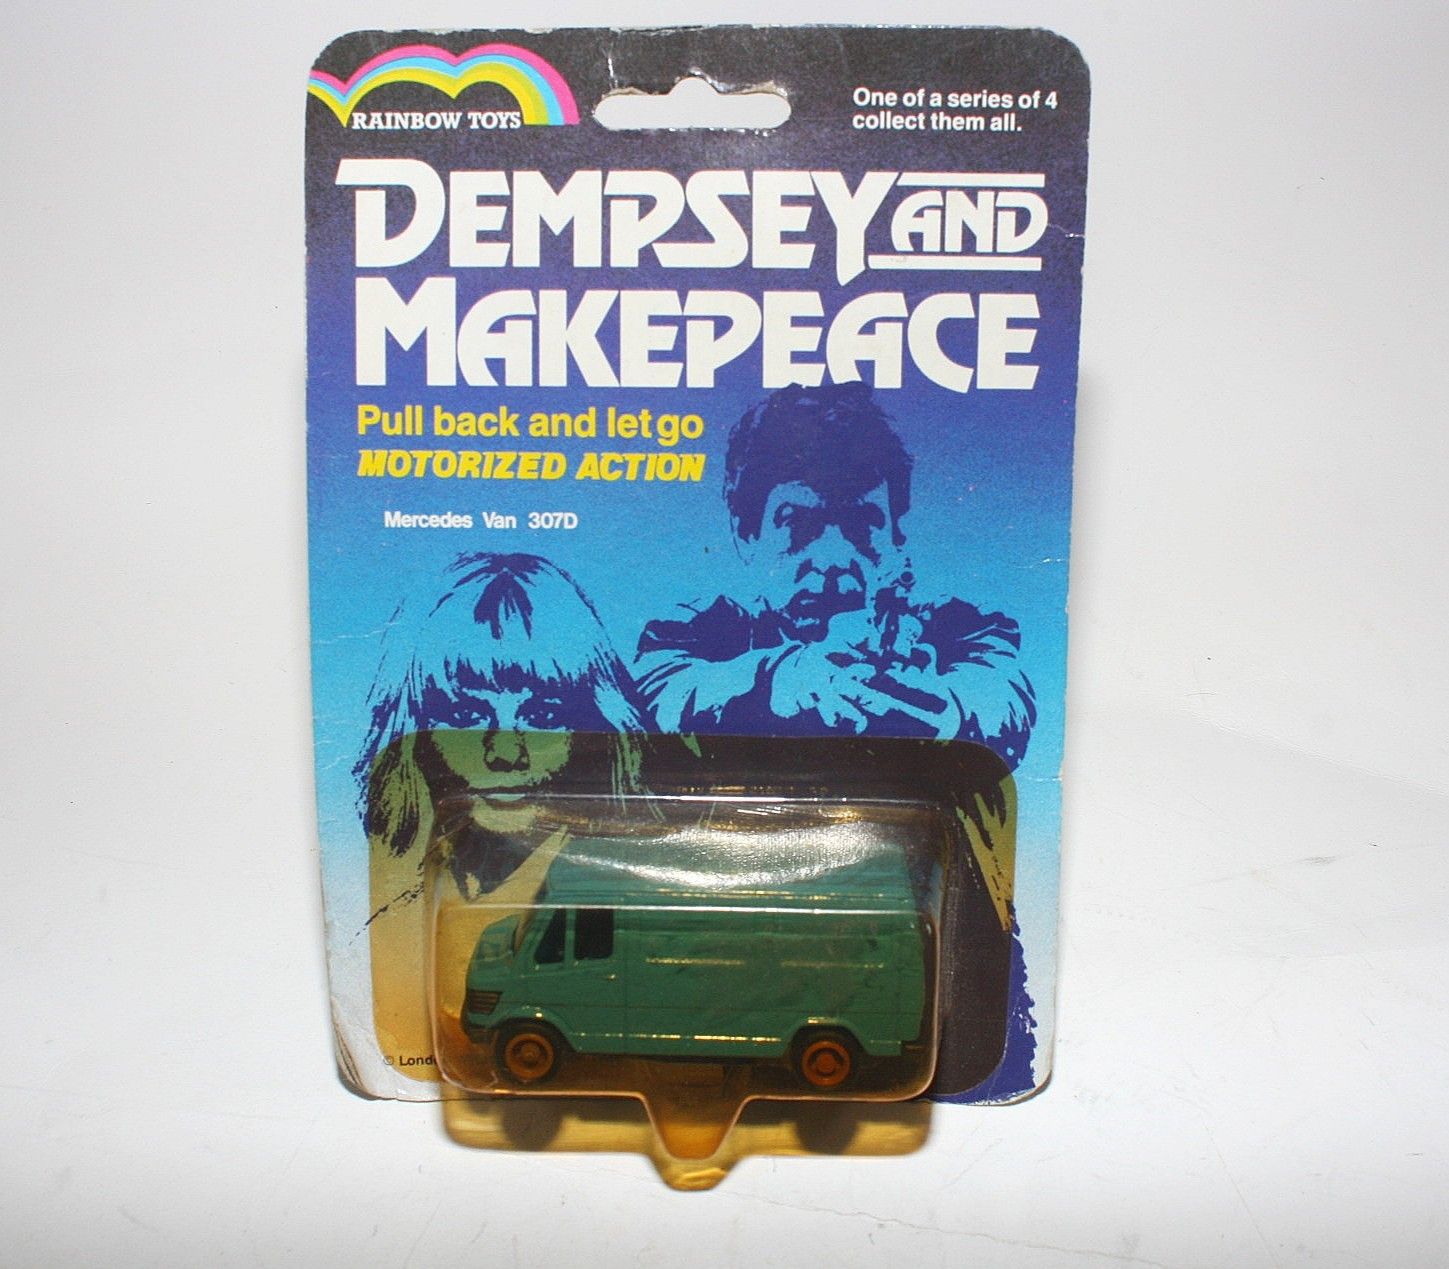 RAINBOW TOYS
One of a series of 4
collect them all.
DEMPSEY AND
MAKEPEACE
Pull back and let go
MOTORIZED ACTION
Mercedes Van 307D
©